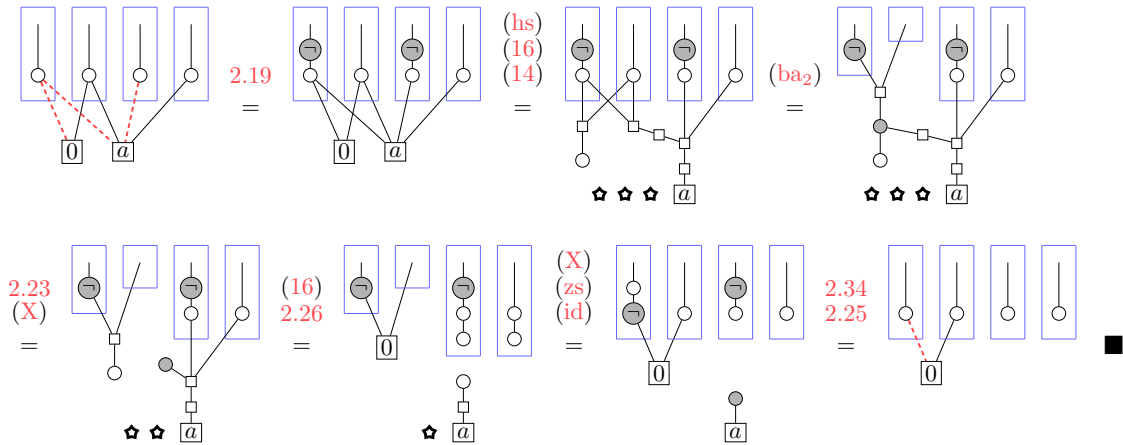 2.19
=
0 a
¬ ¬
0 a
(hs)
(16)
(14)
=
¬ ¬
a
(ba₂)
=
¬ ¬
a
2.23
(X)
=
¬ ¬
a
(16)
2.26
=
¬ ¬
0
a
(X)
(zs)
(id)
=
¬ ¬
0
a
2.34
2.25
=
0